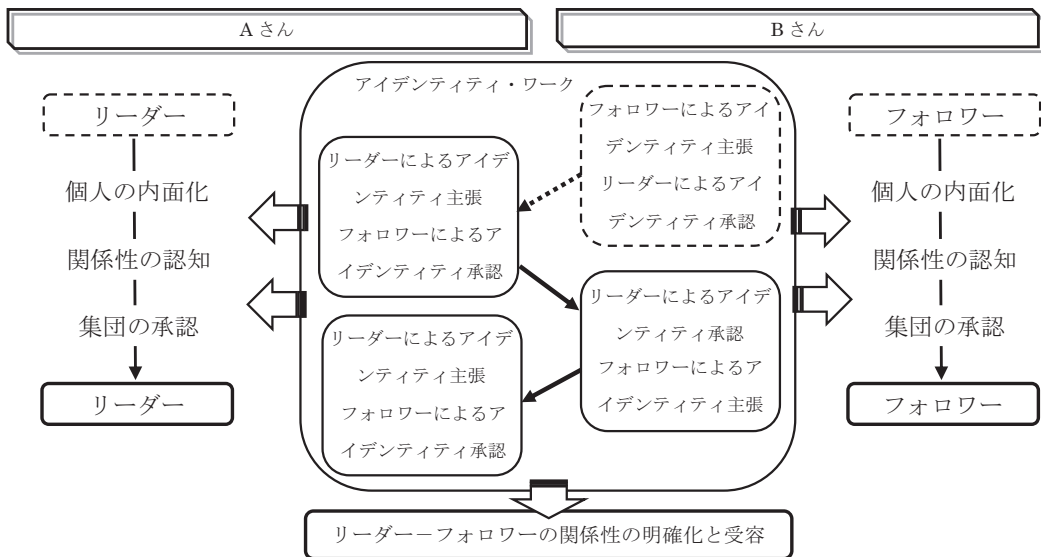 Aさん
Bさん
アイデンティティ・ワーク
リーダー
個人の内面化
関係性の認知
集団の承認
リーダー
リーダーによるアイデ
ンティティ主張
フォロワーによるア
イデンティティ承認
リーダーによるアイデ
ンティティ主張
フォロワーによるア
イデンティティ承認
フォロワーによるアイ
デンティティ主張
リーダーによるアイ
デンティティ承認
リーダーによるアイデ
ンティティ承認
フォロワーによるア
イデンティティ主張
フォロワー
個人の内面化
関係性の認知
集団の承認
フォロワー
リーダー－フォロワーの関係性の明確化と受容